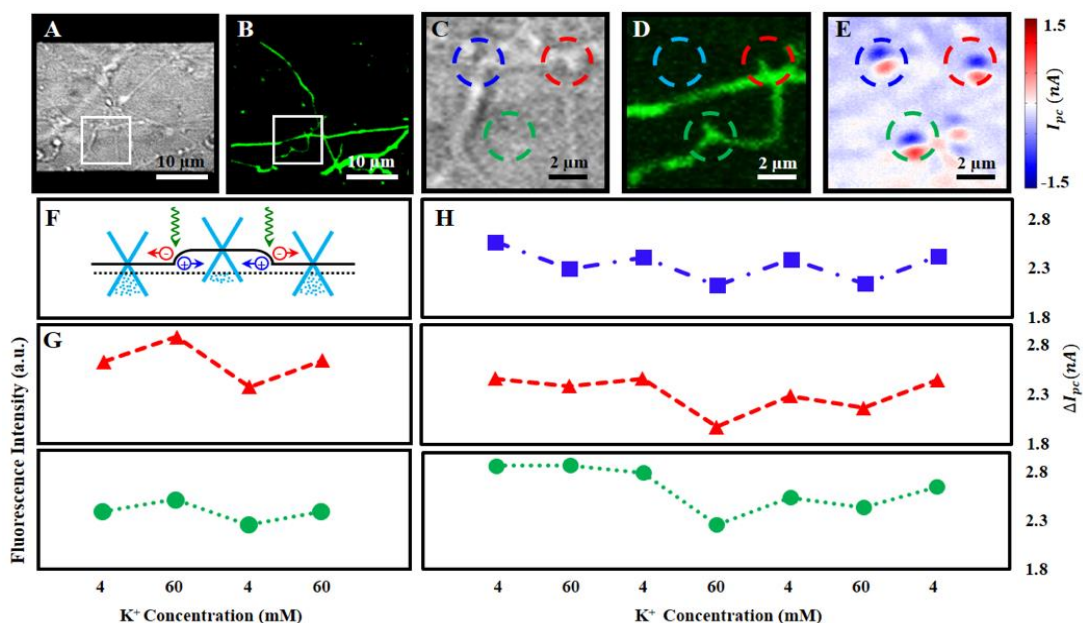 A
B
C
D
E
10 µm
10 µm
2 µm
2 µm
2 µm
1.5
-1.5
I_pc (nA)
F
-
+
+
-
H
2.8
2.3
1.8
G
2.8
2.3
1.8
2.8
2.3
1.8
Fluorescence Intensity (a.u.)
ΔI_pc (nA)
4 60 4 60
4 60 4 60 4 60 4
K⁺ Concentration (mM)
K⁺ Concentration (mM)